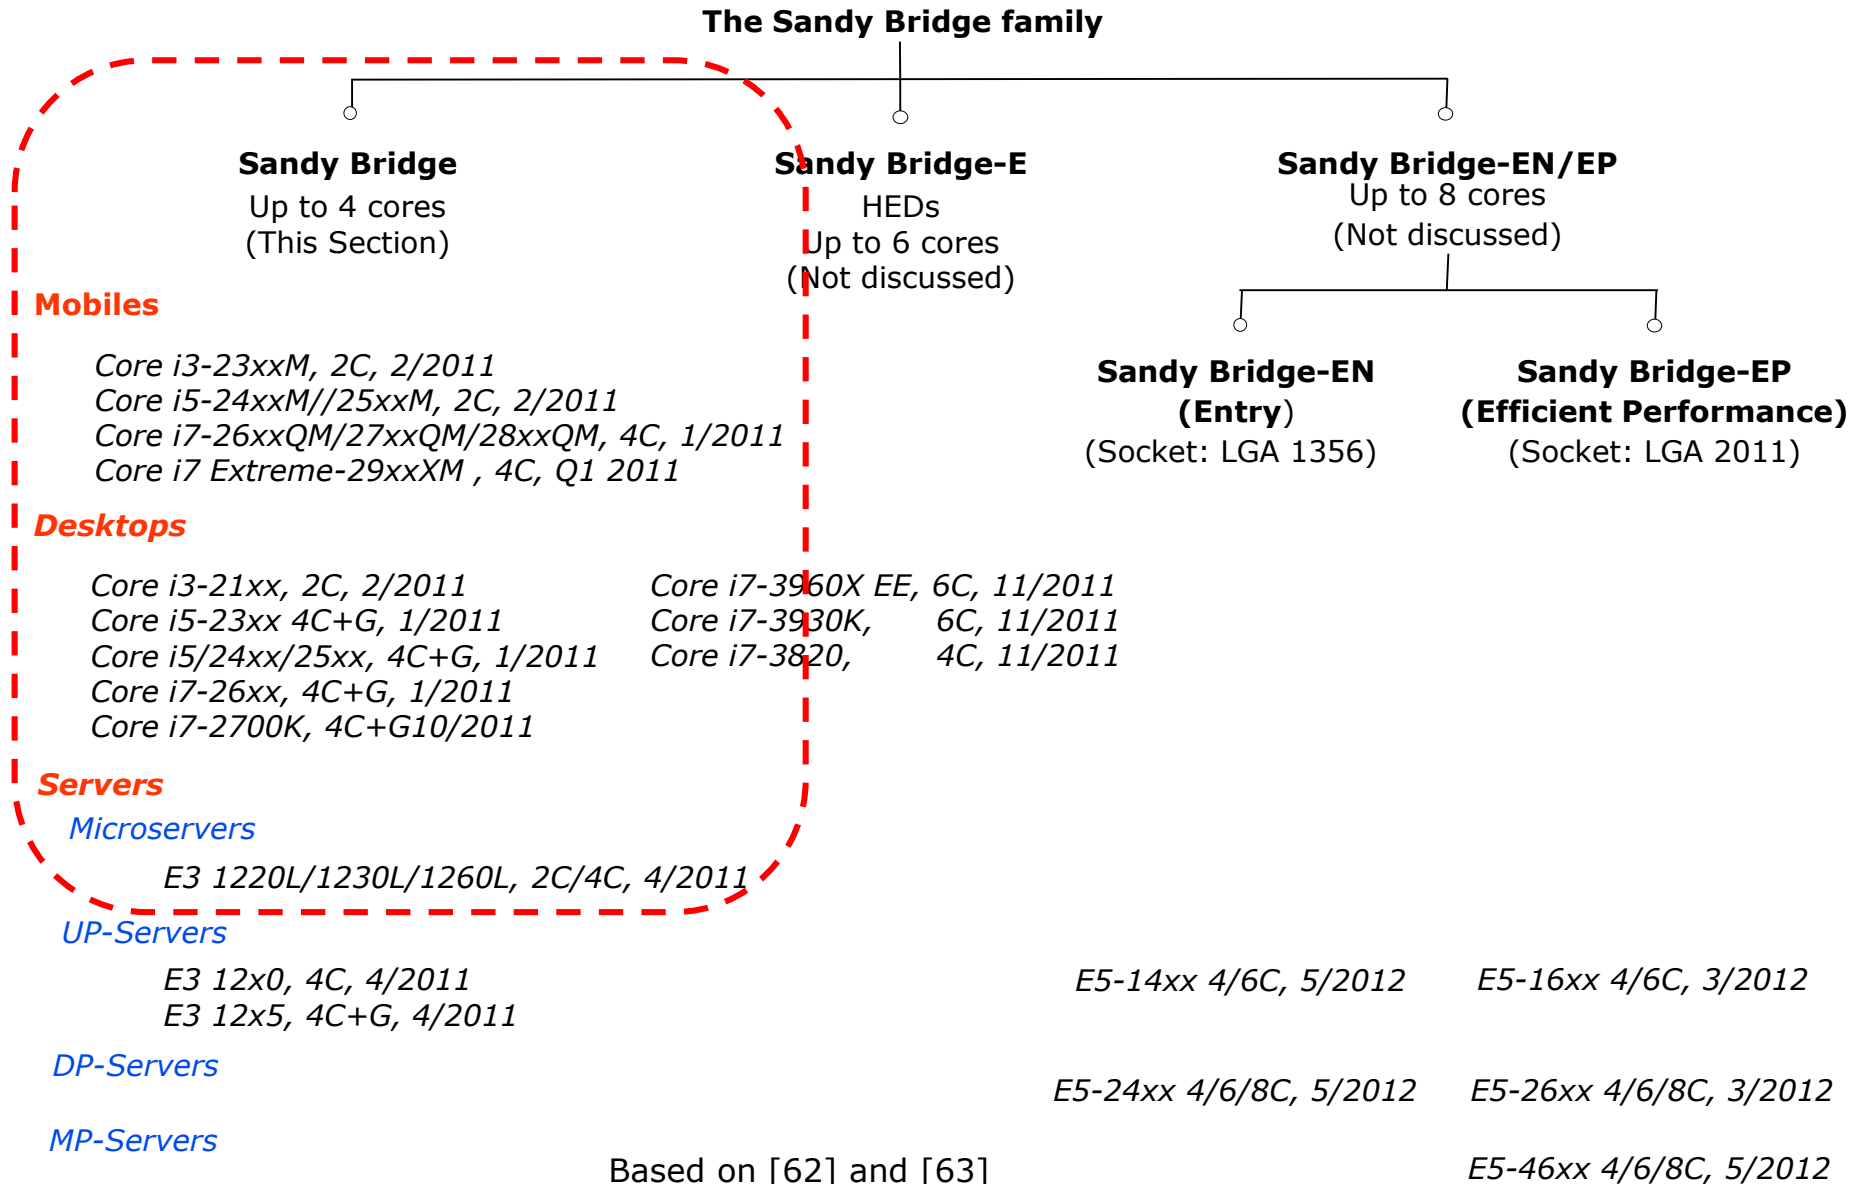 The Sandy Bridge family
Sandy Bridge
Up to 4 cores
(This Section)
Sandy Bridge-E
HEDs
Up to 6 cores
(Not discussed)
Sandy Bridge-EN/EP
Up to 8 cores
(Not discussed)
Sandy Bridge-EN
(Entry)
(Socket: LGA 1356)
Sandy Bridge-EP
(Efficient Performance)
(Socket: LGA 2011)
Mobiles
Core i3-23xxM, 2C, 2/2011
Core i5-24xxM//25xxM, 2C, 2/2011
Core i7-26xxQM/27xxQM/28xxQM, 4C, 1/2011
Core i7 Extreme-29xxXM , 4C, Q1 2011
Desktops
Core i3-21xx, 2C, 2/2011
Core i5-23xx 4C+G, 1/2011
Core i5/24xx/25xx, 4C+G, 1/2011
Core i7-26xx, 4C+G, 1/2011
Core i7-2700K, 4C+G10/2011
Core i7-3960X EE, 6C, 11/2011
Core i7-3930K, 6C, 11/2011
Core i7-3820, 4C, 11/2011
Servers
Microservers
E3 1220L/1230L/1260L, 2C/4C, 4/2011
UP-Servers
E3 12x0, 4C, 4/2011
E3 12x5, 4C+G, 4/2011
E5-14xx 4/6C, 5/2012
E5-16xx 4/6C, 3/2012
DP-Servers
E5-24xx 4/6/8C, 5/2012
E5-26xx 4/6/8C, 3/2012
MP-Servers
E5-46xx 4/6/8C, 5/2012
Based on [62] and [63]